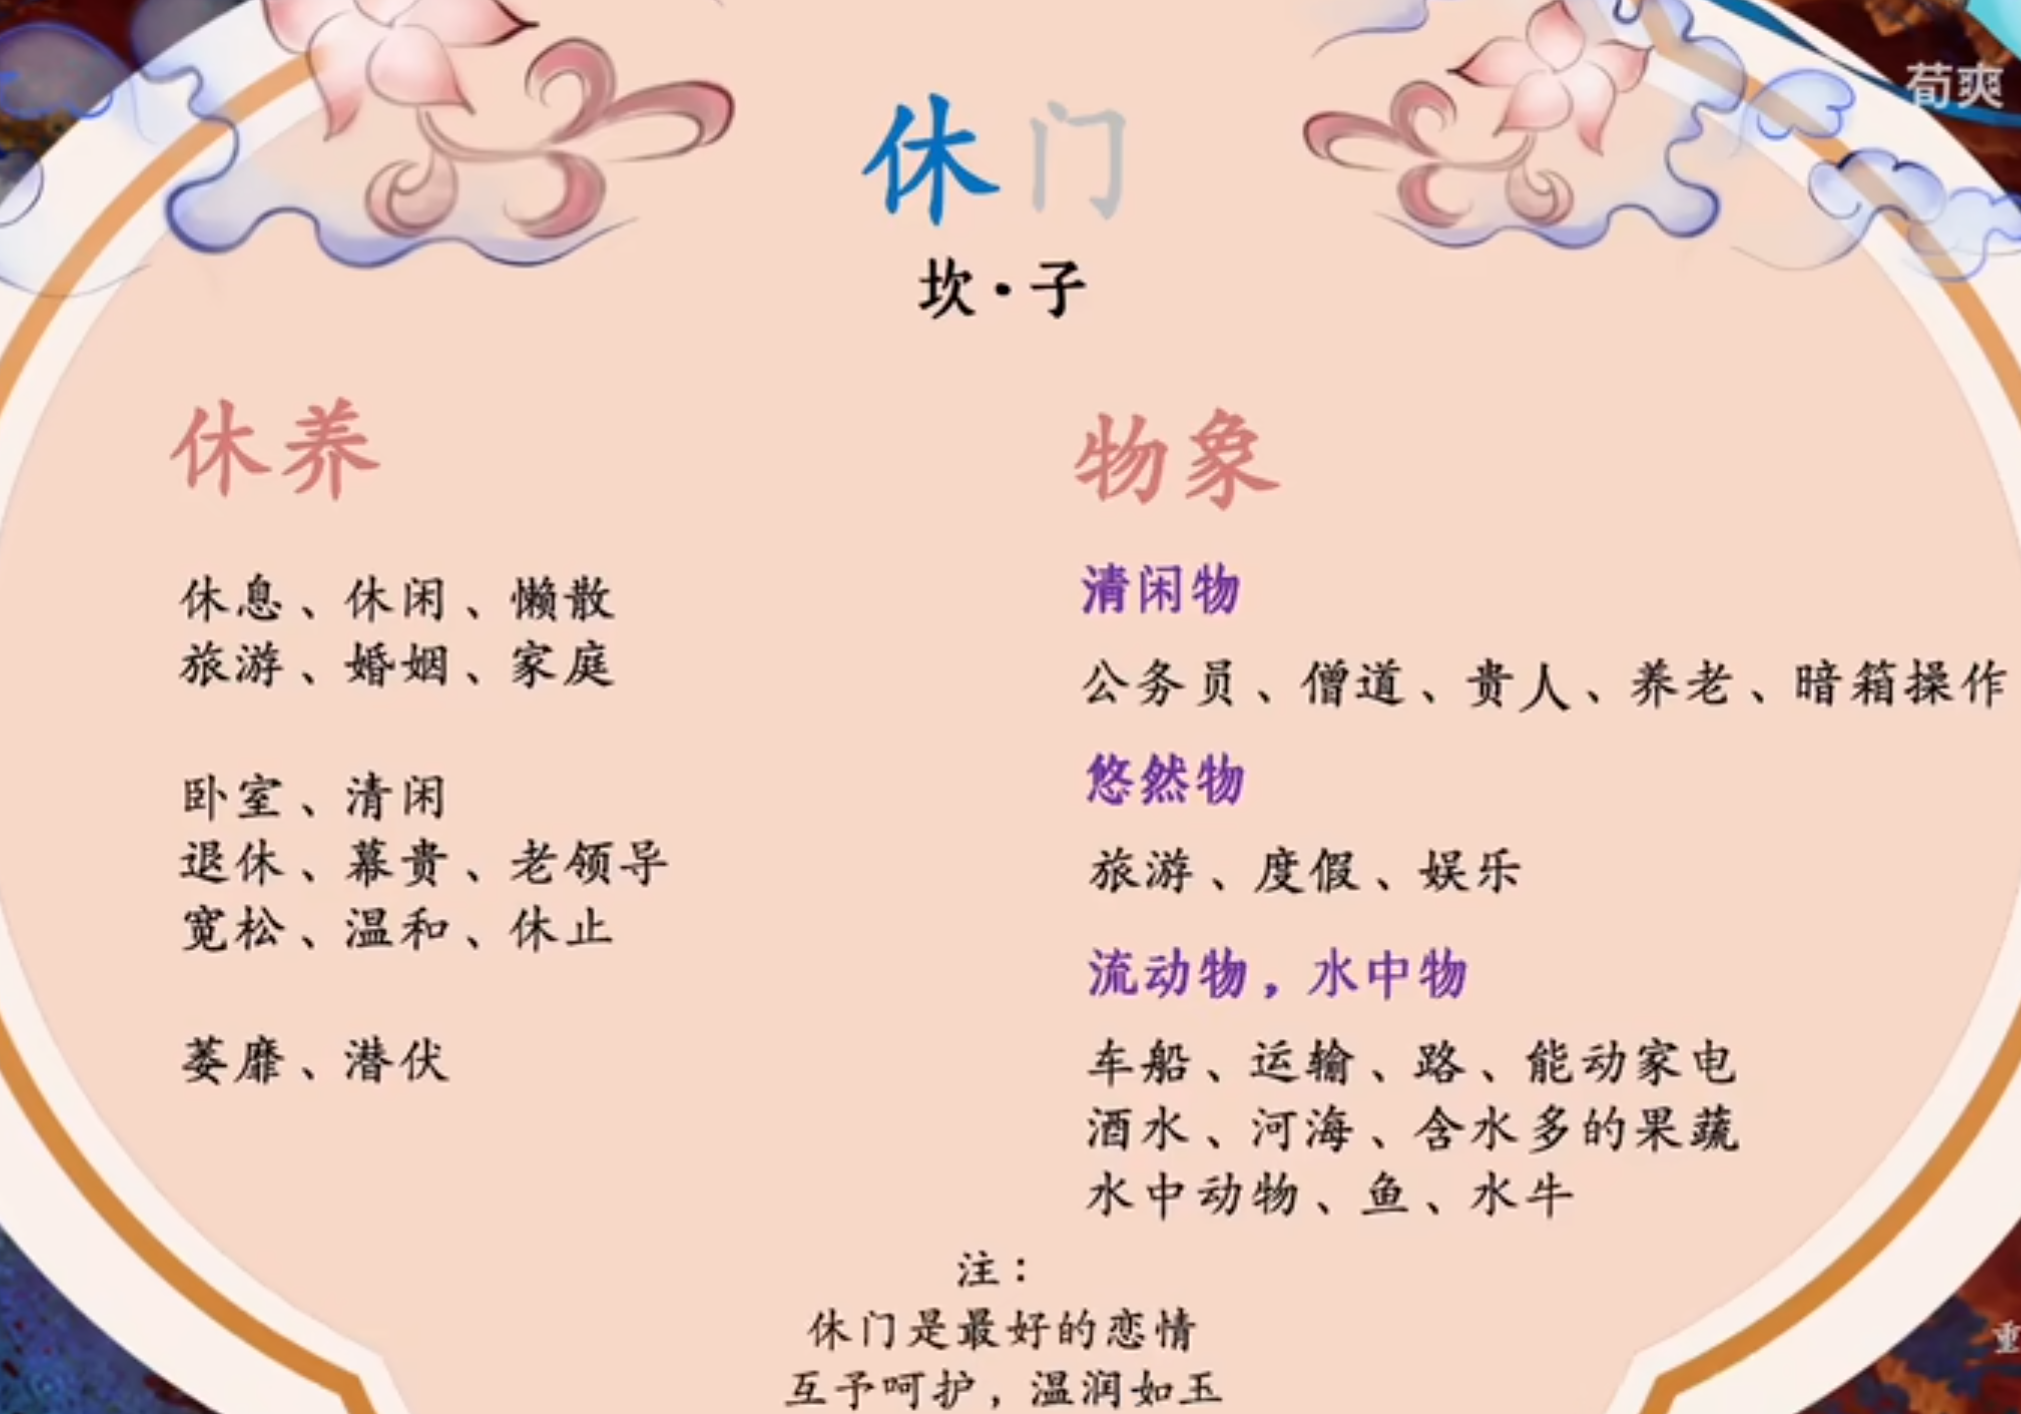 荀爽
休门
坎·子
休养
休息、休闲、懒散
旅游、婚姻、家庭
卧室、清闲
退休、幕贵、老领导
宽松、温和、休止
萎靡、潜伏
物象
清闲物
公务员、僧道、贵人、养老、暗箱操作
悠然物
旅游、度假、娱乐
流动物，水中物
车船、运输、路、能动家电
酒水、河海、含水多的果蔬
水中动物、鱼、水牛
注：
休门是最好的恋情
互予呵护，温润如玉
重